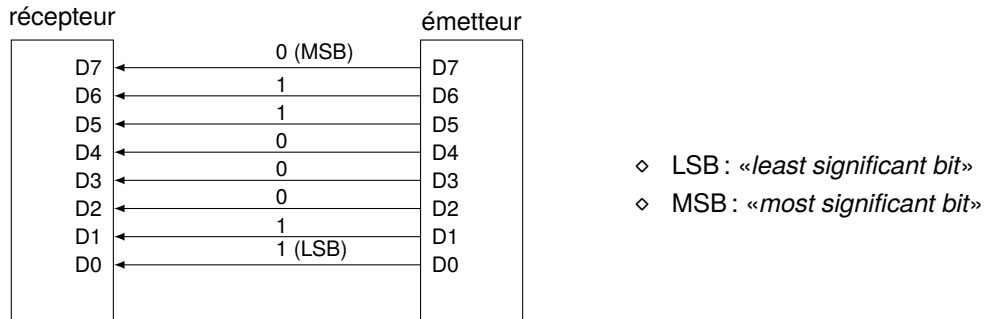 récepteur
émetteur
D7 0 (MSB) D7
D6 1 D6
D5 1 D5
D4 0 D4
D3 0 D3
D2 0 D2
D1 1 D1
D0 1 (LSB) D0
⋄ LSB : «least significant bit»
⋄ MSB : «most significant bit»